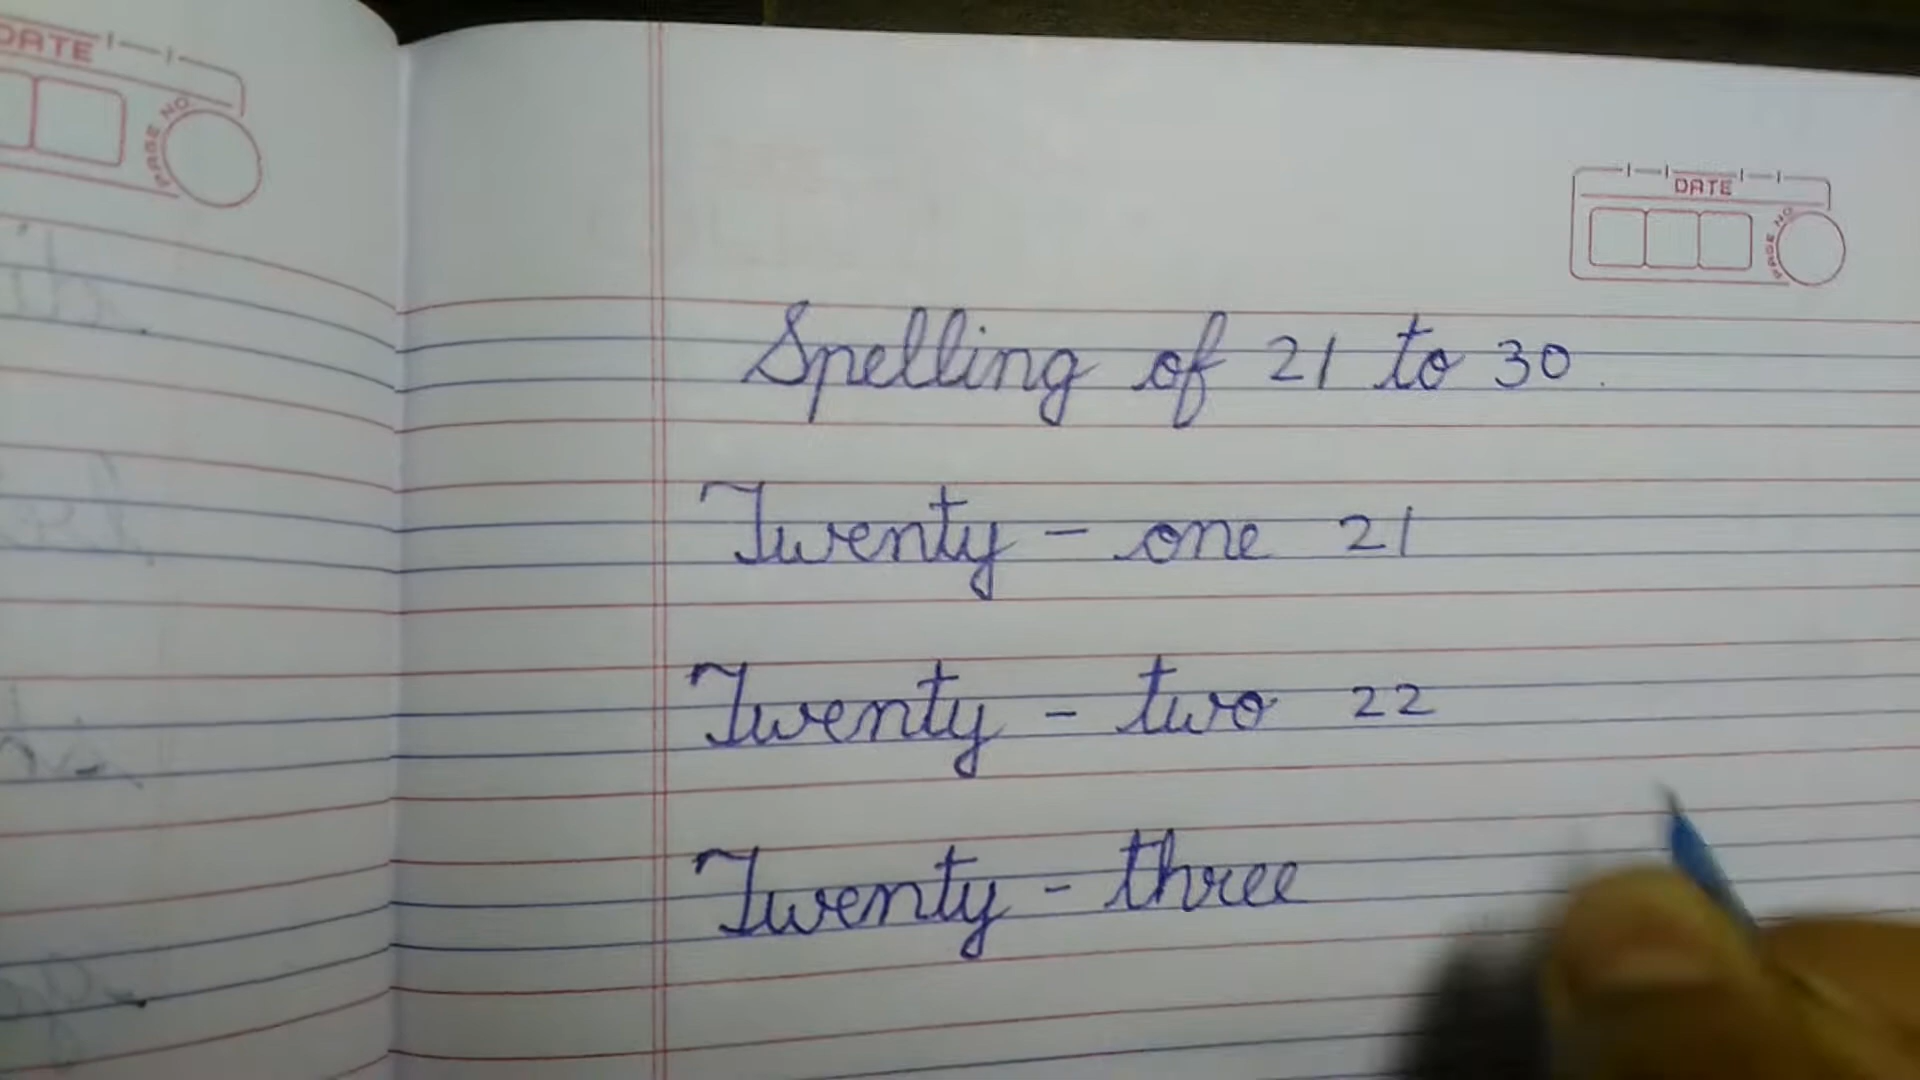 DATE
PAGE NO
DATE
PAGE NO
Spelling of 21 to 30.
Twenty - one 21
Twenty - two 22
Twenty - three